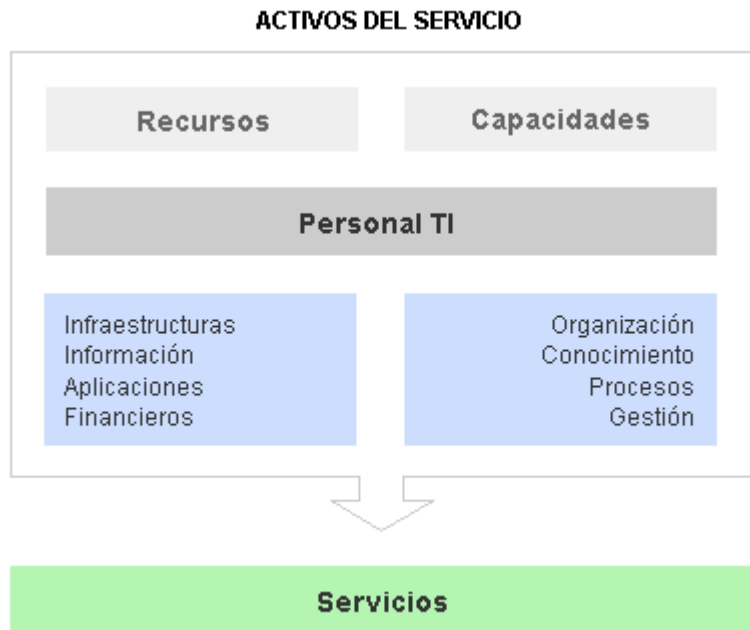 ACTIVOS DEL SERVICIO
Recursos
Capacidades
Personal TI
Infraestructuras
Información
Aplicaciones
Financieros
Organización
Conocimiento
Procesos
Gestión
Servicios